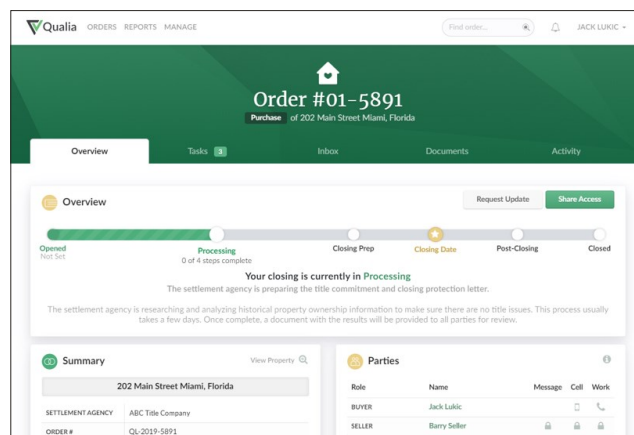 Qualia ORDERS REPORTS MANAGE Find order... JACK LUKIC
Order #01-5891
Purchase of 202 Main Street Miami, Florida
Overview Tasks 3 Inbox Documents Activity
Overview Request Update Share Access
Opened Processing Closing Prep Closing Date Post-Closing Closed
Not Set 0 of 4 steps complete
Your closing is currently in Processing
The settlement agency is preparing the title commitment and closing protection letter.
The settlement agency is researching and analyzing historical property ownership information to make sure there are no title issues. This process usually
takes a few days. Once complete, a document with the results will be provided to all parties for review.
Summary View Property
202 Main Street Miami, Florida
SETTLEMENT AGENCY ABC Title Company
ORDER # QL-2019-5891
Parties
Role Name Message Cell Work
BUYER Jack Lukic
SELLER Barry Seller